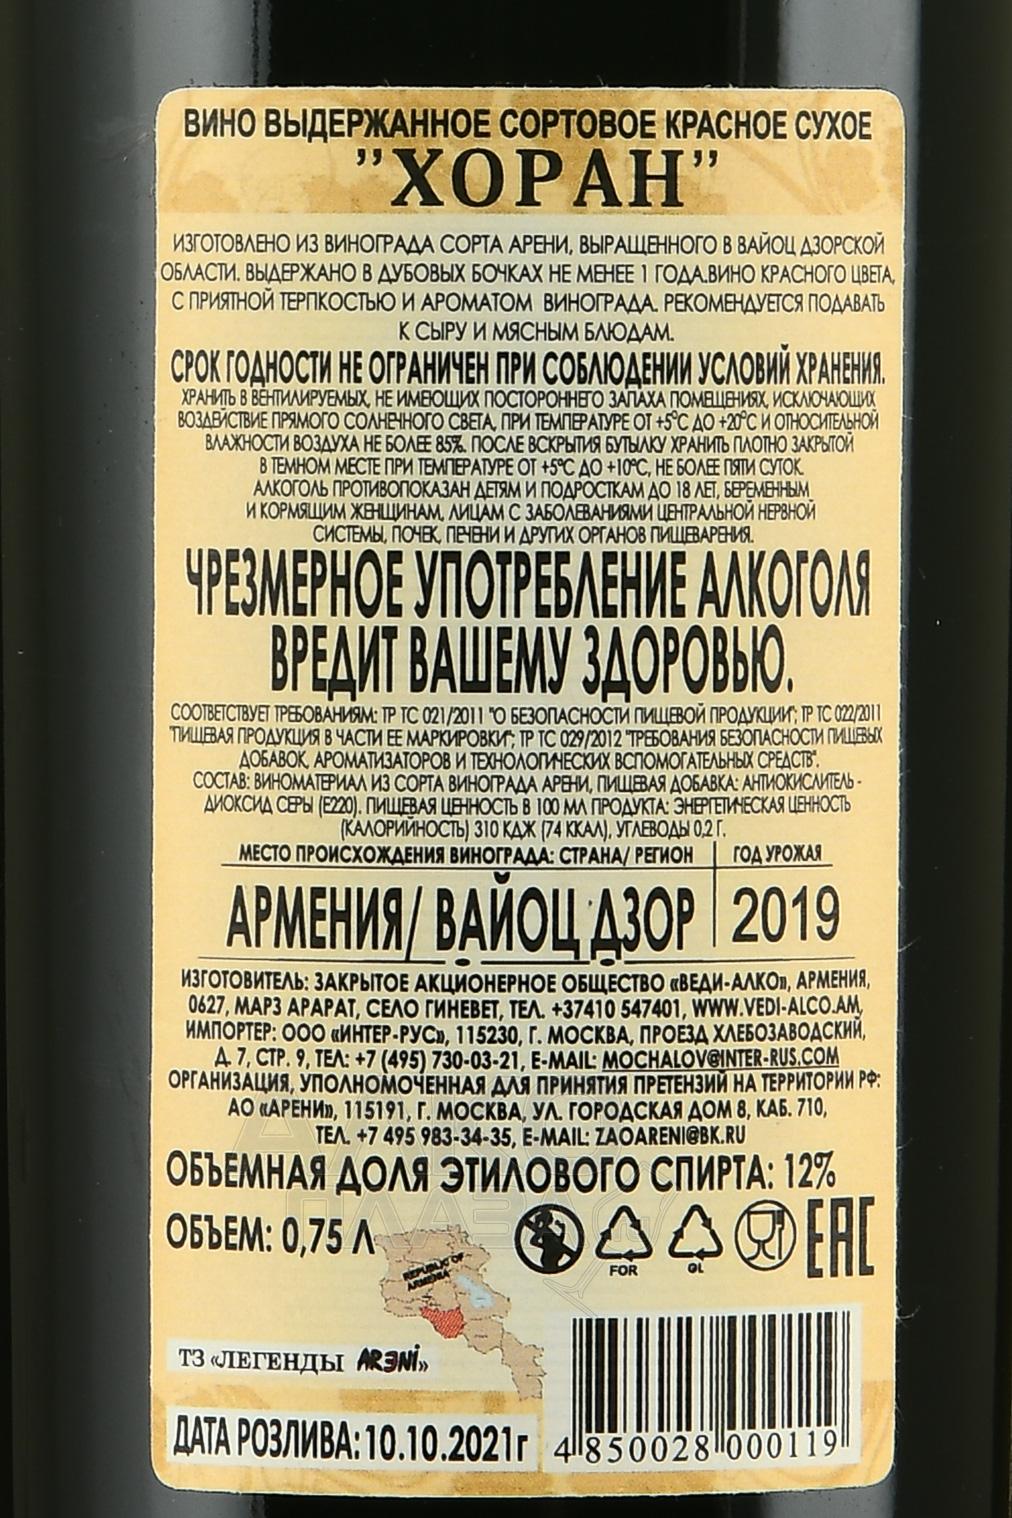 ВИНО ВЫДЕРЖАННОЕ СОРТОВОЕ КРАСНОЕ СУХОЕ
"ХОРАН"
ИЗГОТОВЛЕНО ИЗ ВИНОГРАДА СОРТА АРЕНИ, ВЫРАЩЕННОГО В ВАЙОЦ ДЗОРСКОЙ
ОБЛАСТИ. ВЫДЕРЖАНО В ДУБОВЫХ БОЧКАХ НЕ МЕНЕЕ 1 ГОДА.ВИНО КРАСНОГО ЦВЕТА,
С ПРИЯТНОЙ ТЕРПКОСТЬЮ И АРОМАТОМ ВИНОГРАДА. РЕКОМЕНДУЕТСЯ ПОДАВАТЬ
К СЫРУ И МЯСНЫМ БЛЮДАМ.
СРОК ГОДНОСТИ НЕ ОГРАНИЧЕН ПРИ СОБЛЮДЕНИИ УСЛОВИЙ ХРАНЕНИЯ.
ХРАНИТЬ В ВЕНТИЛИРУЕМЫХ, НЕ ИМЕЮЩИХ ПОСТОРОННЕГО ЗАПАХА ПОМЕЩЕНИЯХ, ИСКЛЮЧАЮЩИХ
ВОЗДЕЙСТВИЕ ПРЯМОГО СОЛНЕЧНОГО СВЕТА, ПРИ ТЕМПЕРАТУРЕ ОТ +5°С ДО +20°С И ОТНОСИТЕЛЬНОЙ
ВЛАЖНОСТИ ВОЗДУХА НЕ БОЛЕЕ 85%. ПОСЛЕ ВСКРЫТИЯ БУТЫЛКУ ХРАНИТЬ ПЛОТНО ЗАКРЫТОЙ
В ТЕМНОМ МЕСТЕ ПРИ ТЕМПЕРАТУРЕ ОТ +5°С ДО +10°С, НЕ БОЛЕЕ ПЯТИ СУТОК.
АЛКОГОЛЬ ПРОТИВОПОКАЗАН ДЕТЯМ И ПОДРОСТКАМ ДО 18 ЛЕТ, БЕРЕМЕННЫМ
И КОРМЯЩИМ ЖЕНЩИНАМ, ЛИЦАМ С ЗАБОЛЕВАНИЯМИ ЦЕНТРАЛЬНОЙ НЕРВНОЙ
СИСТЕМЫ, ПОЧЕК, ПЕЧЕНИ И ДРУГИХ ОРГАНОВ ПИЩЕВАРЕНИЯ.
ЧРЕЗМЕРНОЕ УПОТРЕБЛЕНИЕ АЛКОГОЛЯ
ВРЕДИТ ВАШЕМУ ЗДОРОВЬЮ.
СООТВЕТСТВУЕТ ТРЕБОВАНИЯМ: ТР ТС 021/2011 "О БЕЗОПАСНОСТИ ПИЩЕВОЙ ПРОДУКЦИИ"; ТР ТС 022/2011
"ПИЩЕВАЯ ПРОДУКЦИЯ В ЧАСТИ ЕЕ МАРКИРОВКИ"; ТР ТС 029/2012 "ТРЕБОВАНИЯ БЕЗОПАСНОСТИ ПИЩЕВЫХ
ДОБАВОК, АРОМАТИЗАТОРОВ И ТЕХНОЛОГИЧЕСКИХ ВСПОМОГАТЕЛЬНЫХ СРЕДСТВ".
СОСТАВ: ВИНОМАТЕРИАЛ ИЗ СОРТА ВИНОГРАДА АРЕНИ, ПИЩЕВАЯ ДОБАВКА: АНТИОКИСЛИТЕЛЬ -
ДИОКСИД СЕРЫ (Е220). ПИЩЕВАЯ ЦЕННОСТЬ В 100 МЛ ПРОДУКТА: ЭНЕРГЕТИЧЕСКАЯ ЦЕННОСТЬ
(КАЛОРИЙНОСТЬ) 310 КДЖ (74 ККАЛ), УГЛЕВОДЫ 0,2 Г.
МЕСТО ПРОИСХОЖДЕНИЯ ВИНОГРАДА: СТРАНА/ РЕГИОН ГОД УРОЖАЯ
АРМЕНИЯ/ ВАЙОЦ ДЗОР 2019
ИЗГОТОВИТЕЛЬ: ЗАКРЫТОЕ АКЦИОНЕРНОЕ ОБЩЕСТВО «ВЕДИ-АЛКО», АРМЕНИЯ,
0627, МАРЗ АРАРАТ, СЕЛО ГИНЕВЕТ, ТЕЛ. +37410 547401, WWW.VEDI-ALCO.AM,
ИМПОРТЕР: ООО «ИНТЕР-РУС», 115230, Г. МОСКВА, ПРОЕЗД ХЛЕБОЗАВОДСКИЙ,
Д. 7, СТР. 9, ТЕЛ: +7 (495) 730-03-21, E-MAIL: MOCHALOV@INTER-RUS.COM
ОРГАНИЗАЦИЯ, УПОЛНОМОЧЕННАЯ ДЛЯ ПРИНЯТИЯ ПРЕТЕНЗИЙ НА ТЕРРИТОРИИ РФ:
АО «АРЕНИ», 115191, Г. МОСКВА, УЛ. ГОРОДСКАЯ ДОМ 8, КАБ. 710,
ТЕЛ. +7 495 983-34-35, E-MAIL: ZAOARENI@BK.RU
ОБЪЕМНАЯ ДОЛЯ ЭТИЛОВОГО СПИРТА: 12%
ОБЪЕМ: 0,75 Л
REPUBLIC OF
ARMENIA
FOR
GL
EAC
ТЗ «ЛЕГЕНДЫ ARENI»
ДАТА РОЗЛИВА: 10.10.2021г
4 850028 000119